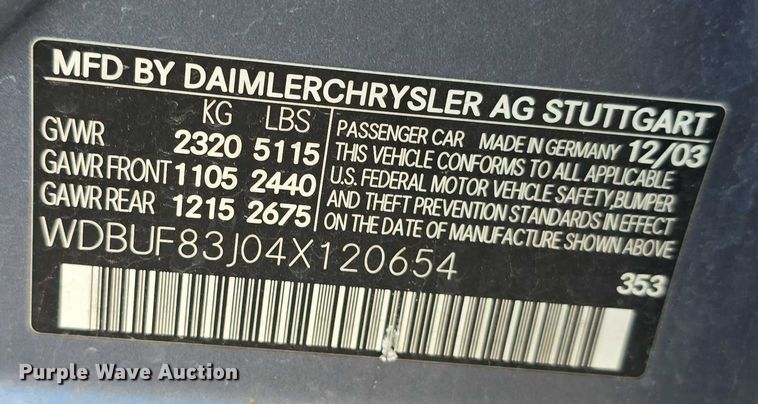 MFD BY DAIMLERCHRYSLER AG STUTTGART
KG LBS
GVWR 2320 5115
GAWR FRONT 1105 2440
GAWR REAR 1215 2675
PASSENGER CAR MADE IN GERMANY 12/03
THIS VEHICLE CONFORMS TO ALL APPLICABLE
U.S. FEDERAL MOTOR VEHICLE SAFETY,BUMPER
AND THEFT PREVENTION STANDARDS IN EFFECT
ON THE DATE OF MANUFACTURE SHOWN ABOVE
WDBUF83J04X120654
353
Purple Wave Auction